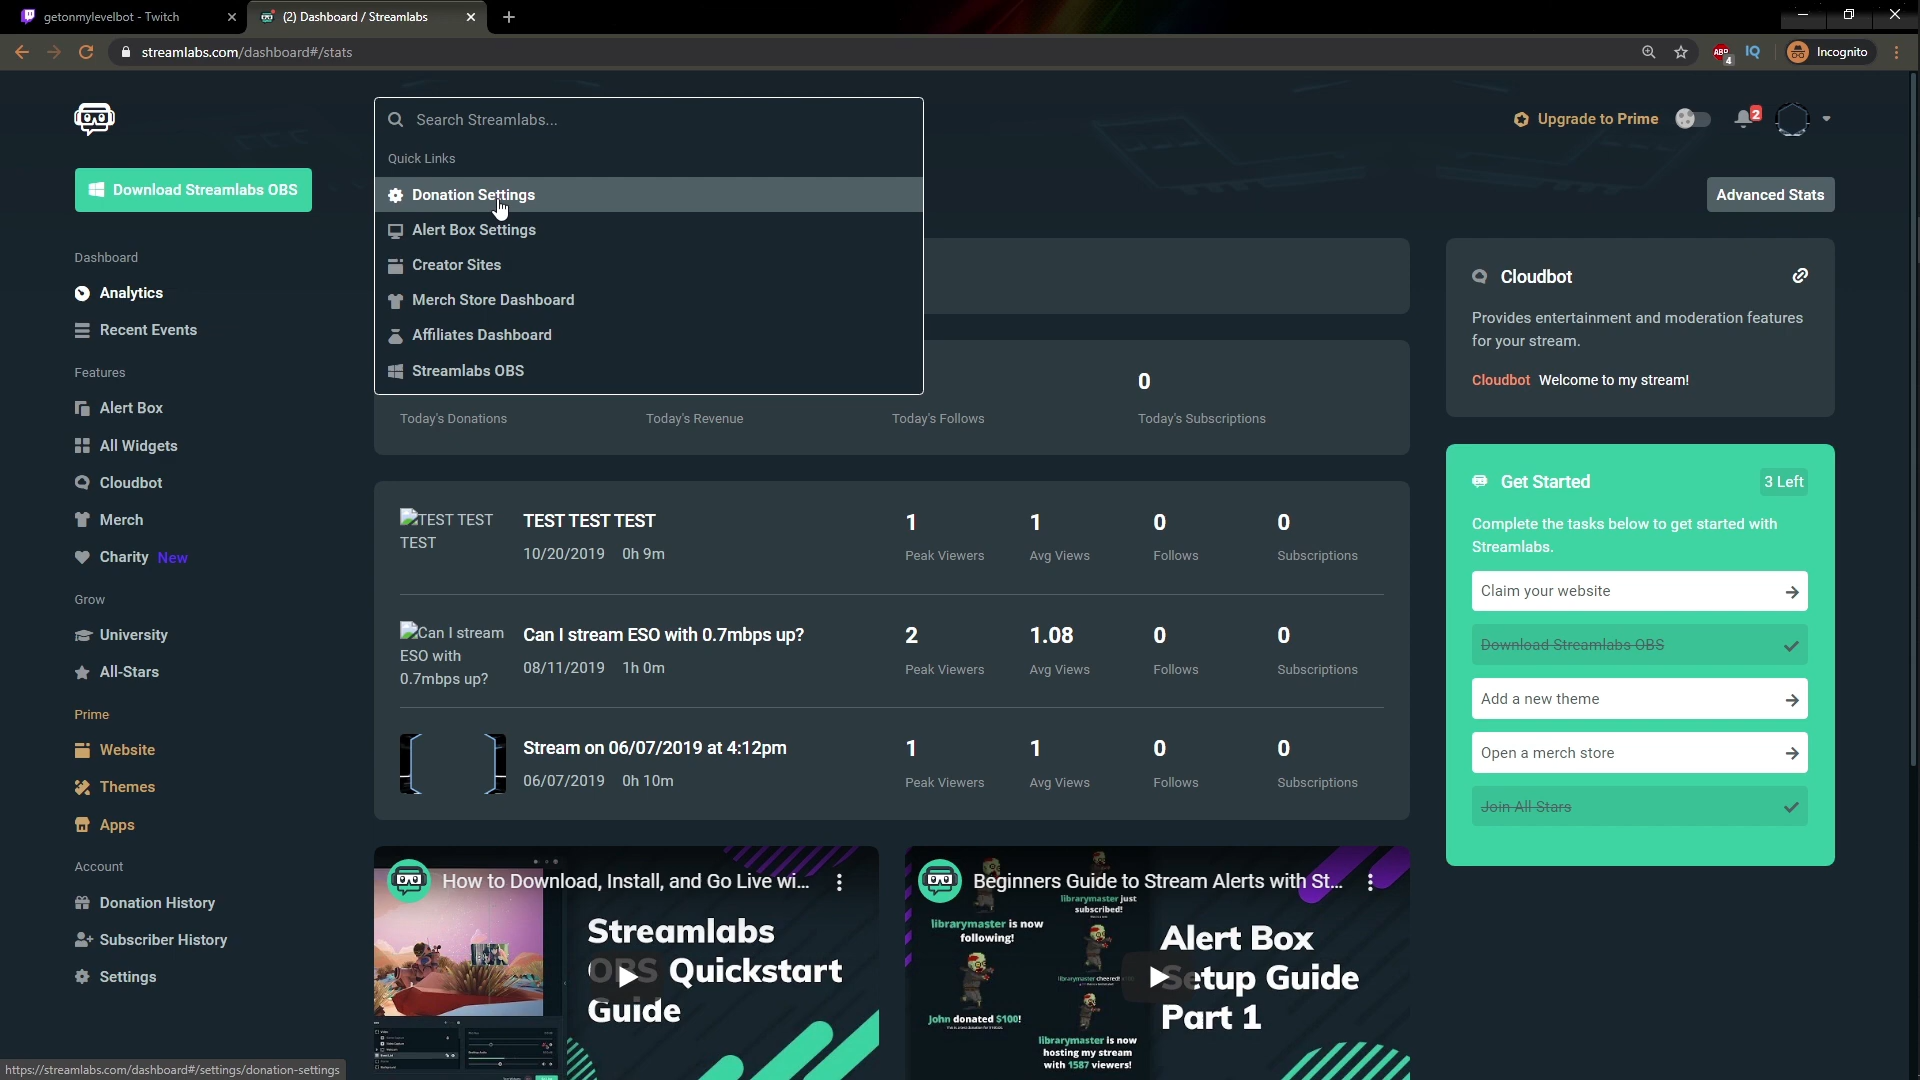 getonmylevelbot - Twitch
(2) Dashboard / Streamlabs
streamlabs.com/dashboard#/stats
ABP
4
IQ
Incognito
Search Streamlabs...
Upgrade to Prime
2
Download Streamlabs OBS
Quick Links
Donation Settings
Alert Box Settings
Creator Sites
Merch Store Dashboard
Affiliates Dashboard
Streamlabs OBS
Advanced Stats
Dashboard
Analytics
Recent Events
Features
Alert Box
All Widgets
Cloudbot
Merch
Charity New
Grow
University
All-Stars
Prime
Website
Themes
Apps
Account
Donation History
Subscriber History
Settings
0
Today's Donations
Today's Revenue
Today's Follows
Today's Subscriptions
TEST TEST
TEST
TEST TEST TEST
10/20/2019 0h 9m
1
Peak Viewers
1
Avg Views
0
Follows
0
Subscriptions
Can I stream
ESO with
0.7mbps up?
Can I stream ESO with 0.7mbps up?
08/11/2019 1h 0m
2
Peak Viewers
1.08
Avg Views
0
Follows
0
Subscriptions
Stream on 06/07/2019 at 4:12pm
06/07/2019 0h 10m
1
Peak Viewers
1
Avg Views
0
Follows
0
Subscriptions
Cloudbot
Provides entertainment and moderation features
for your stream.
Cloudbot Welcome to my stream!
Get Started
3 Left
Complete the tasks below to get started with
Streamlabs.
Claim your website
Download Streamlabs OBS
Add a new theme
Open a merch store
Join All Stars
How to Download, Install, and Go Live wi...
Streamlabs
OBS Quickstart
Guide
Beginners Guide to Stream Alerts with St...
librarymaster just
subscribed!
librarymaster is now
following!
librarymaster cheered!
John donated $100!
librarymaster is now
hosting my stream
with 1587 viewers!
Alert Box
Setup Guide
Part 1
https://streamlabs.com/dashboard#/settings/donation-settings